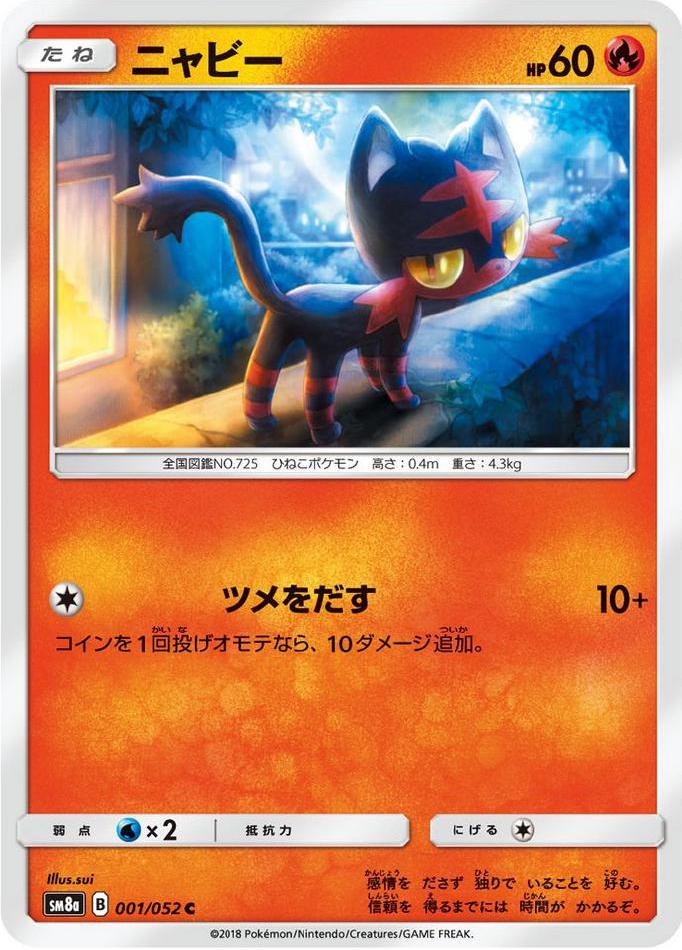 たね ニャビー HP60
全国図鑑NO.725 ひねこポケモン 高さ:0.4m 重さ:4.3kg
ツメをだす 10+
コインを1回投げオモテなら、10ダメージ追加。
弱点 ×2 抵抗力 にげる
Illus.sui
感情を ださず 独りで いることを 好む。
信頼を 得るまでには 時間が かかるぞ。
SM8a B 001/052 C
©2018 Pokémon/Nintendo/Creatures/GAME FREAK.